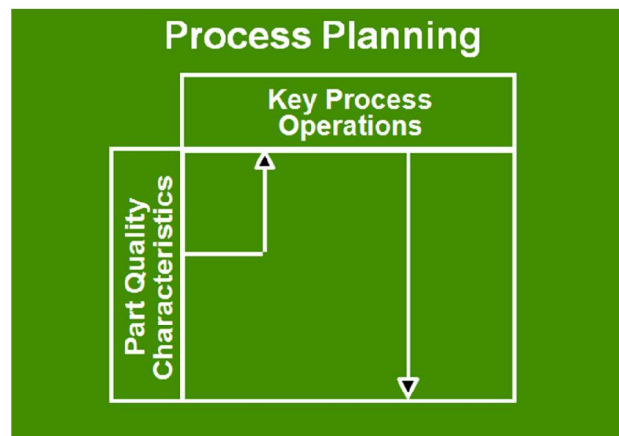 Process Planning
Key Process
Operations
Part Quality
Characteristics